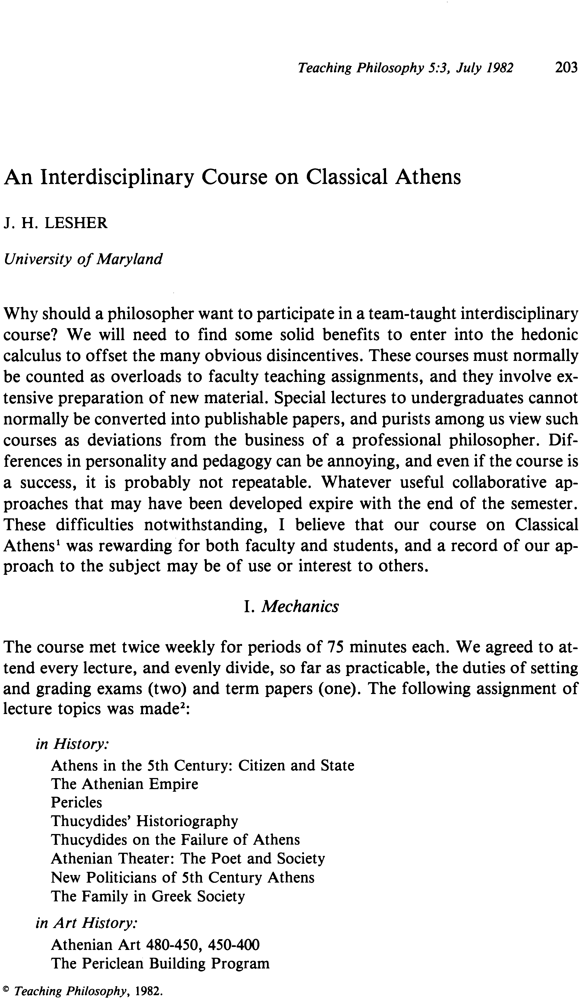 Teaching Philosophy 5:3, July 1982 203
An Interdisciplinary Course on Classical Athens
J. H. LESHER
University of Maryland
Why should a philosopher want to participate in a team-taught interdisciplinary
course? We will need to find some solid benefits to enter into the hedonic
calculus to offset the many obvious disincentives. These courses must normally
be counted as overloads to faculty teaching assignments, and they involve ex-
tensive preparation of new material. Special lectures to undergraduates cannot
normally be converted into publishable papers, and purists among us view such
courses as deviations from the business of a professional philosopher. Dif-
ferences in personality and pedagogy can be annoying, and even if the course is
a success, it is probably not repeatable. Whatever useful collaborative ap-
proaches that may have been developed expire with the end of the semester.
These difficulties notwithstanding, I believe that our course on Classical
Athens¹ was rewarding for both faculty and students, and a record of our ap-
proach to the subject may be of use or interest to others.
I. Mechanics
The course met twice weekly for periods of 75 minutes each. We agreed to at-
tend every lecture, and evenly divide, so far as practicable, the duties of setting
and grading exams (two) and term papers (one). The following assignment of
lecture topics was made²:
in History:
Athens in the 5th Century: Citizen and State
The Athenian Empire
Pericles
Thucydides' Historiography
Thucydides on the Failure of Athens
Athenian Theater: The Poet and Society
New Politicians of 5th Century Athens
The Family in Greek Society
in Art History:
Athenian Art 480-450, 450-400
The Periclean Building Program
© Teaching Philosophy, 1982.